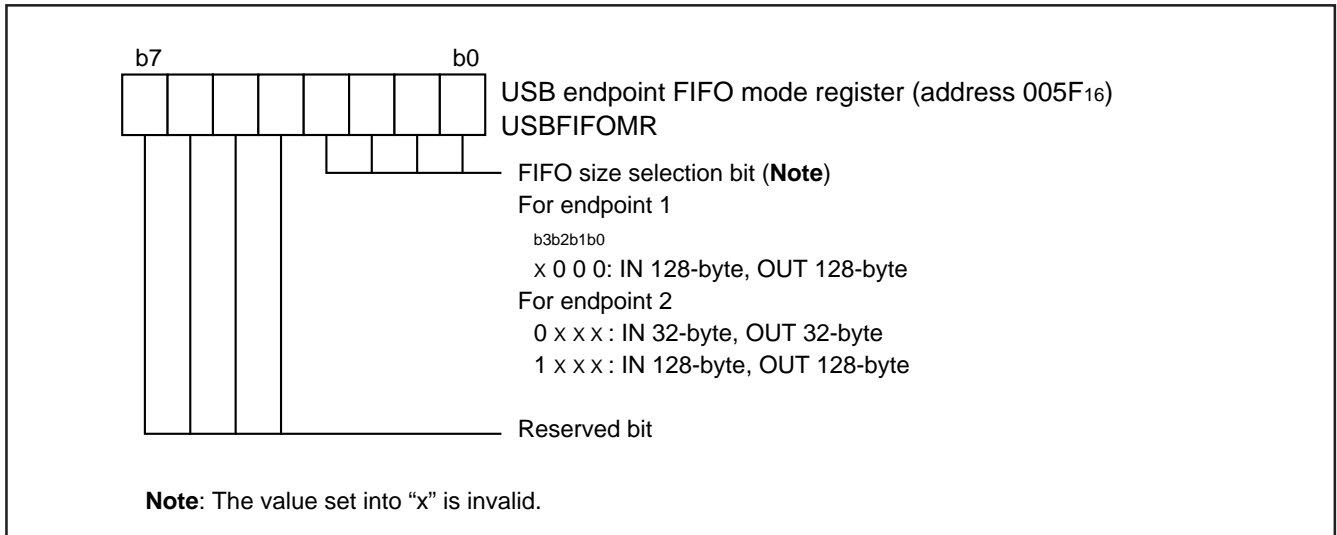 b7 b0
USB endpoint FIFO mode register (address 005F16)
USBFIFOMR
FIFO size selection bit (Note)
For endpoint 1
b3b2b1b0
x 0 0 0: IN 128-byte, OUT 128-byte
For endpoint 2
0 x x x : IN 32-byte, OUT 32-byte
1 x x x : IN 128-byte, OUT 128-byte
Reserved bit
Note: The value set into “x” is invalid.